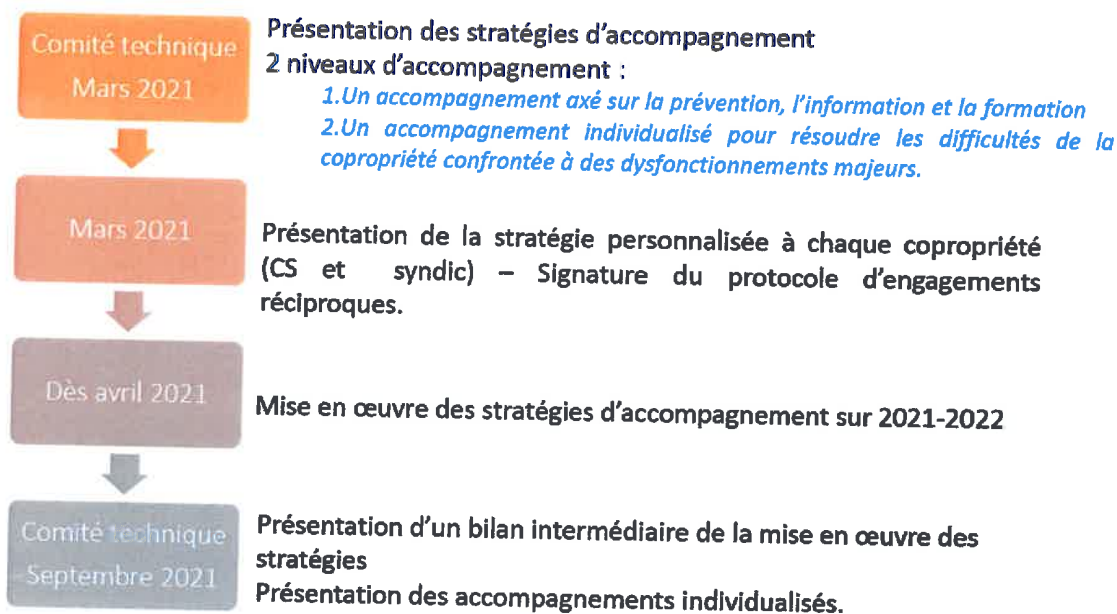 Comité technique
Mars 2021
Présentation des stratégies d'accompagnement
2 niveaux d'accompagnement :
1.Un accompagnement axé sur la prévention, l'information et la formation
2.Un accompagnement individualisé pour résoudre les difficultés de la
copropriété confrontée à des dysfonctionnements majeurs.
Mars 2021
Présentation de la stratégie personnalisée à chaque copropriété
(CS et syndic) – Signature du protocole d'engagements
réciproques.
Dès avril 2021
Mise en œuvre des stratégies d'accompagnement sur 2021-2022
Comité technique
Septembre 2021
Présentation d'un bilan intermédiaire de la mise en œuvre des
stratégies
Présentation des accompagnements individualisés.